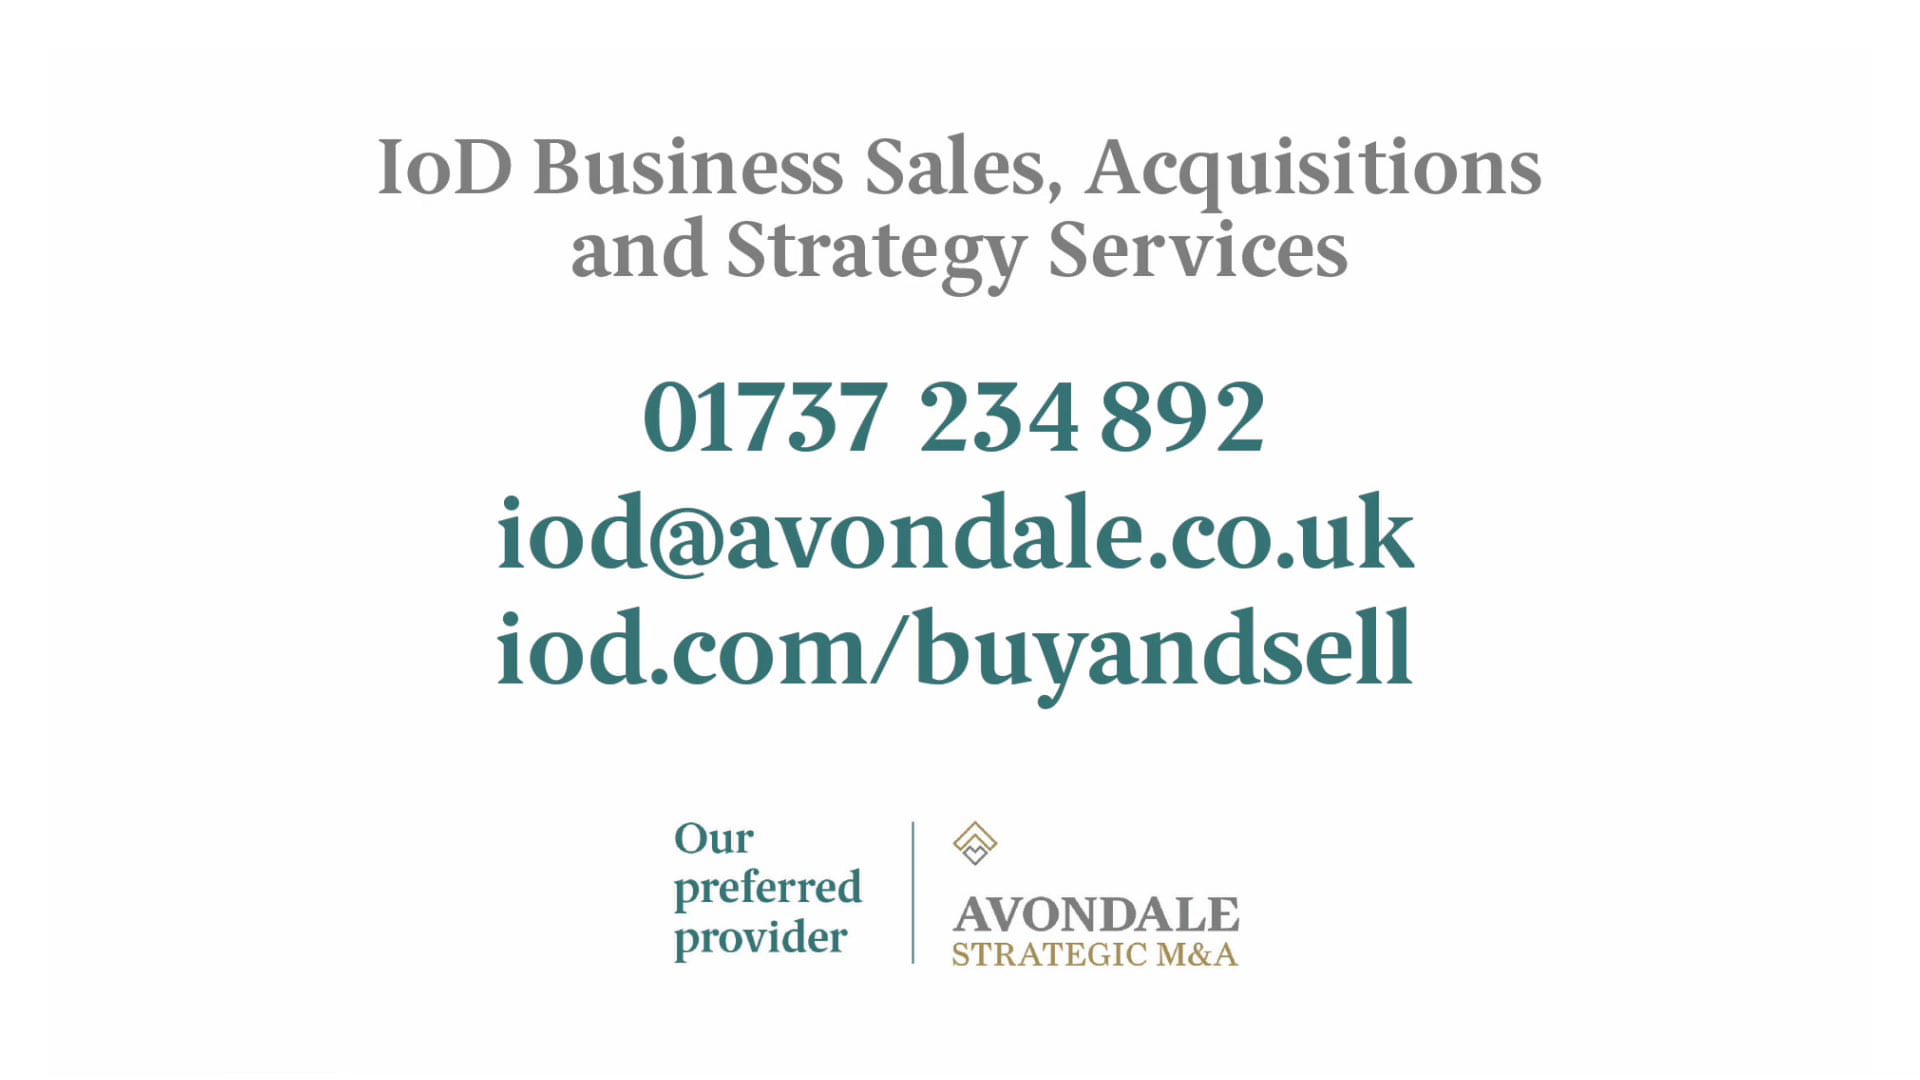 IoD Business Sales, Acquisitions
and Strategy Services
01737 234 892
iod@avondale.co.uk
iod.com/buyandsell
Our
preferred
provider
AVONDALE
STRATEGIC M&A